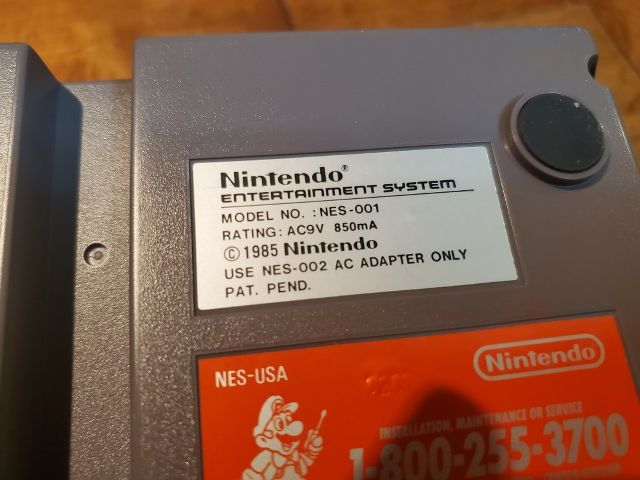 Nintendo®
ENTERTAINMENT SYSTEM
MODEL NO. : NES-001
RATING: AC9V 850mA
© 1985 Nintendo
USE NES-002 AC ADAPTER ONLY
PAT. PEND.
NES-USA
Nintendo
INSTALLATION, MAINTENANCE OR SERVICE
1-800-255-3700